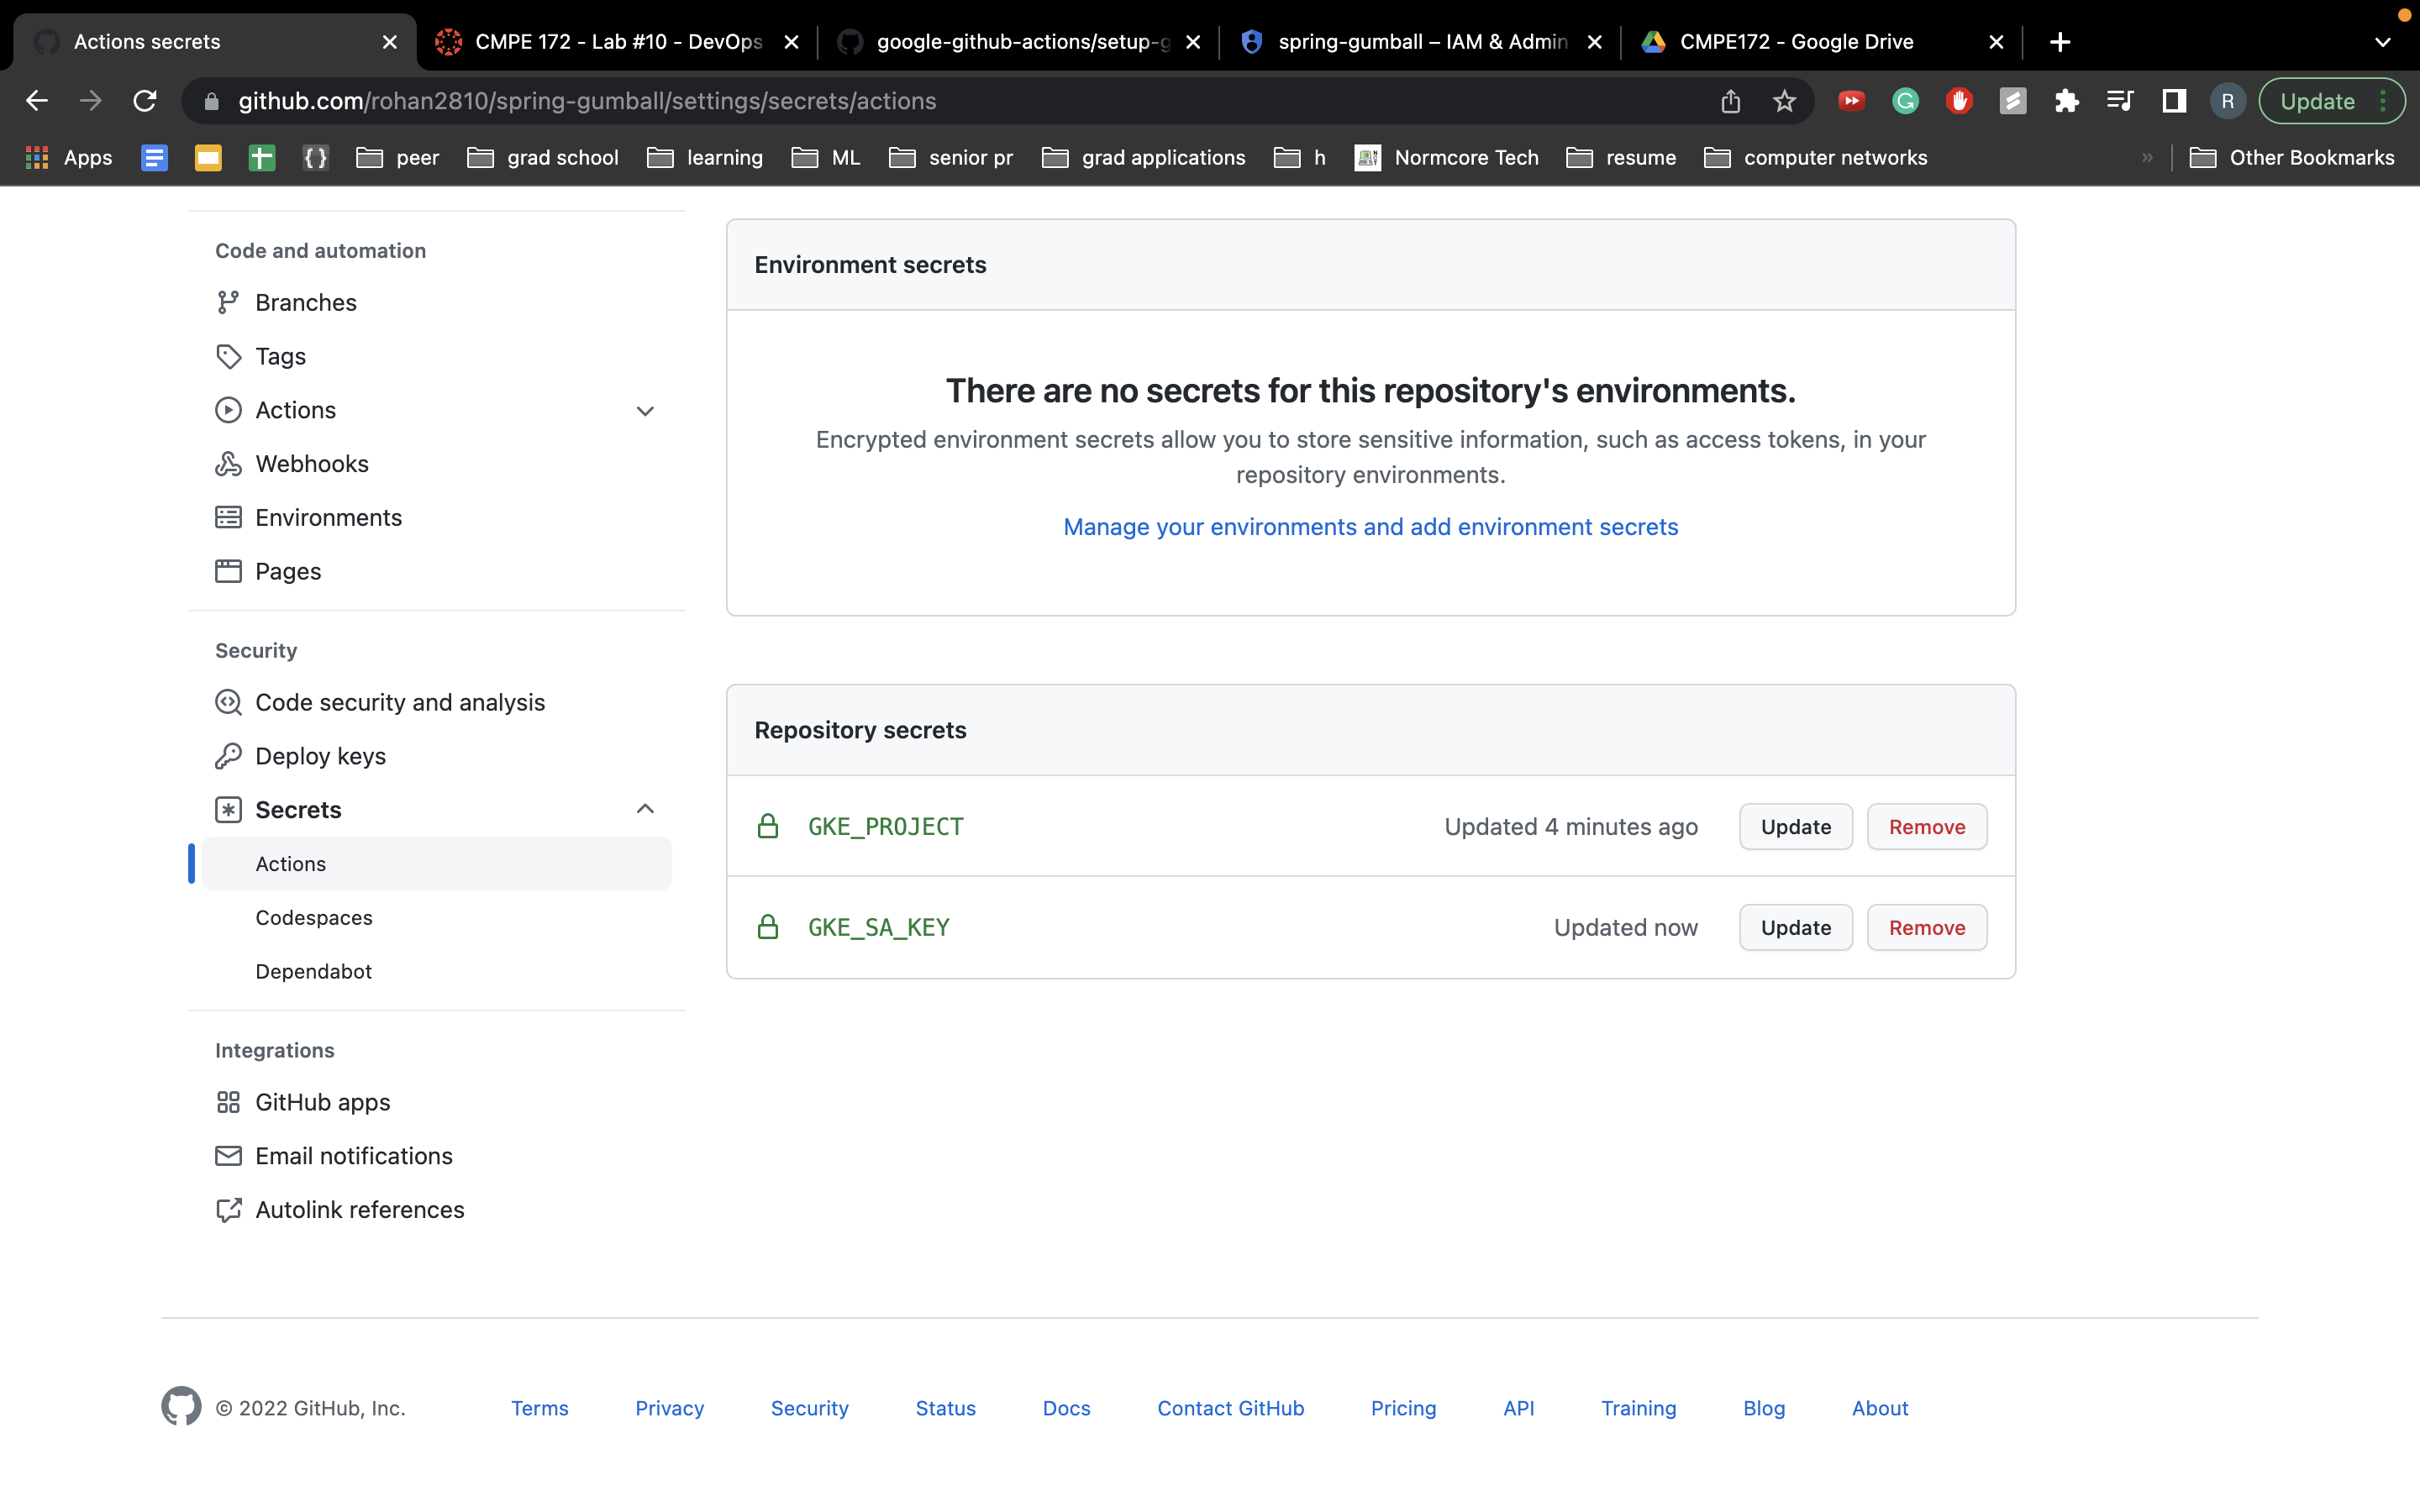 Actions secrets
CMPE 172 - Lab #10 - DevOps
google-github-actions/setup-g
spring-gumball – IAM & Admin
CMPE172 - Google Drive
github.com/rohan2810/spring-gumball/settings/secrets/actions
R
Update
Apps
peer
grad school
learning
ML
senior pr
grad applications
h
Normcore Tech
resume
computer networks
»
Other Bookmarks
Code and automation
Branches
Tags
Actions
Webhooks
Environments
Pages
Security
Code security and analysis
Deploy keys
Secrets
Actions
Codespaces
Dependabot
Integrations
GitHub apps
Email notifications
Autolink references
Environment secrets
There are no secrets for this repository's environments.
Encrypted environment secrets allow you to store sensitive information, such as access tokens, in your
repository environments.
Manage your environments and add environment secrets
Repository secrets
GKE_PROJECT Updated 4 minutes ago Update Remove
GKE_SA_KEY Updated now Update Remove
© 2022 GitHub, Inc. Terms Privacy Security Status Docs Contact GitHub Pricing API Training Blog About